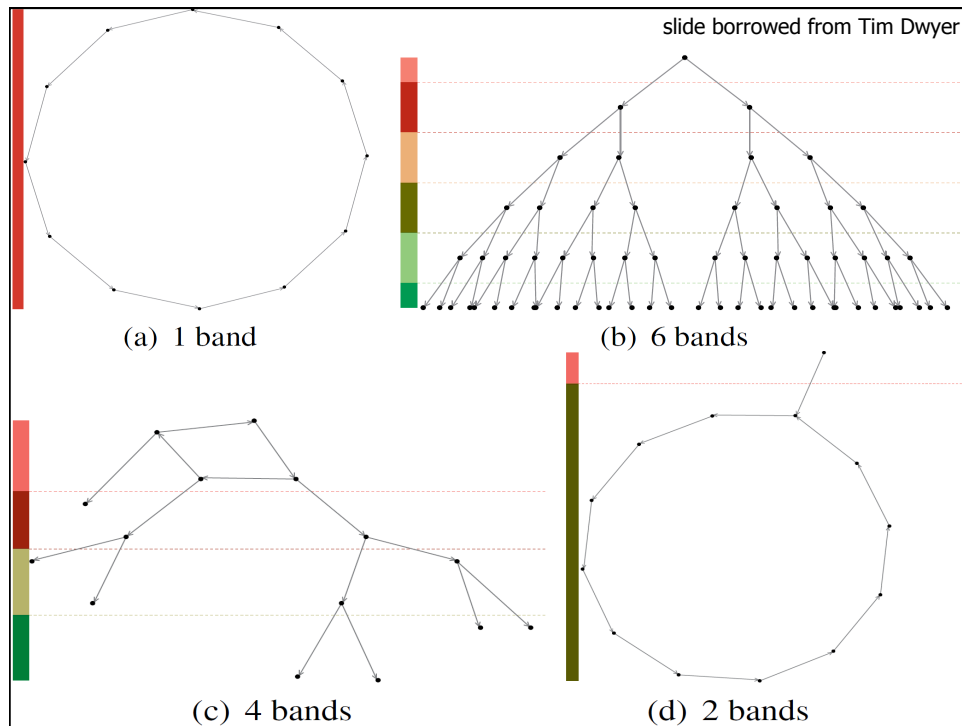 slide borrowed from Tim Dwyer
(a) 1 band
(b) 6 bands
(c) 4 bands
(d) 2 bands